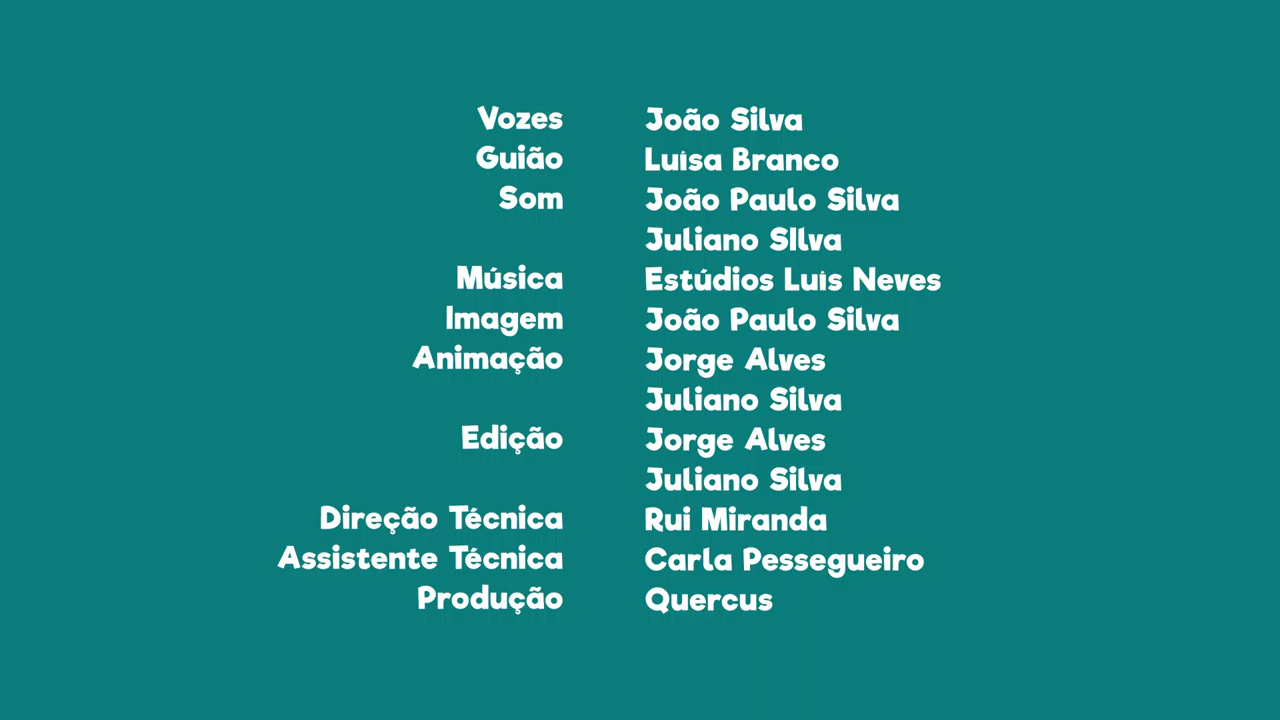 Vozes João Silva
Guião Luísa Branco
Som João Paulo Silva
Juliano SIlva
Música Estúdios Luís Neves
Imagem João Paulo Silva
Animação Jorge Alves
Juliano Silva
Edição Jorge Alves
Juliano Silva
Direção Técnica Rui Miranda
Assistente Técnica Carla Pessegueiro
Produção Quercus